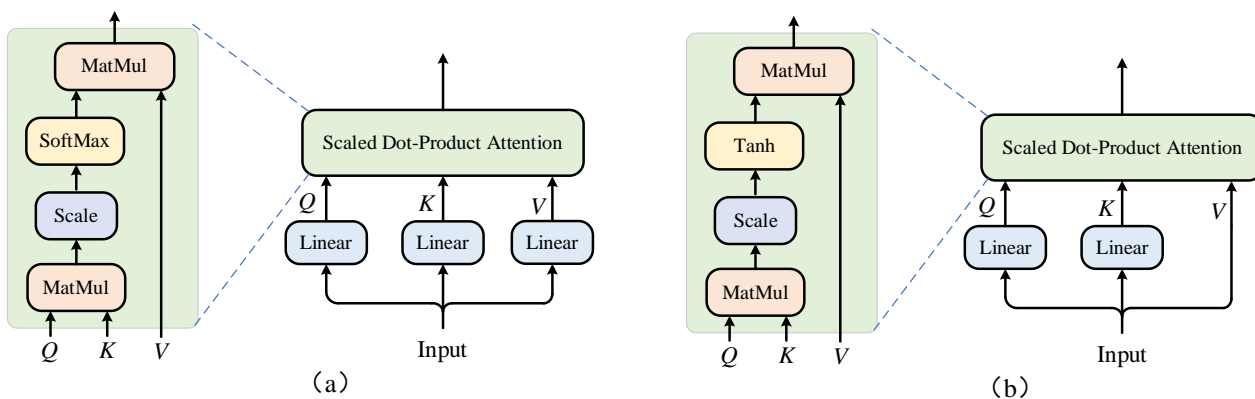 MatMul
SoftMax
Scale
MatMul
Q K V
Scaled Dot-Product Attention
Q K V
Linear Linear Linear
Input
（a）
MatMul
Tanh
Scale
MatMul
Q K V
Scaled Dot-Product Attention
Q K V
Linear Linear
Input
（b）